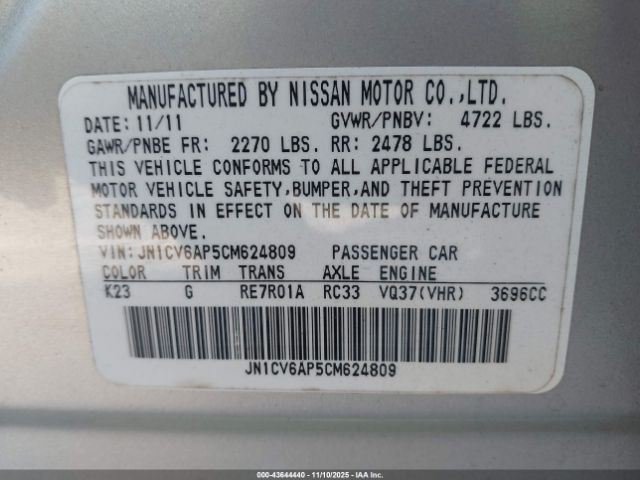 MANUFACTURED BY NISSAN MOTOR CO.,LTD.
DATE: 11/11 GVWR/PNBV: 4722 LBS.
GAWR/PNBE FR: 2270 LBS. RR: 2478 LBS.
THIS VEHICLE CONFORMS TO ALL APPLICABLE FEDERAL
MOTOR VEHICLE SAFETY,BUMPER,AND THEFT PREVENTION
STANDARDS IN EFFECT ON THE DATE OF MANUFACTURE
SHOWN ABOVE.
VIN: JN1CV6AP5CM624809 PASSENGER CAR
COLOR TRIM TRANS AXLE ENGINE
K23 G RE7R01A RC33 VQ37(VHR) 3696CC
JN1CV6AP5CM624809
000-43644440 - 11/10/2025 - IAA Inc.